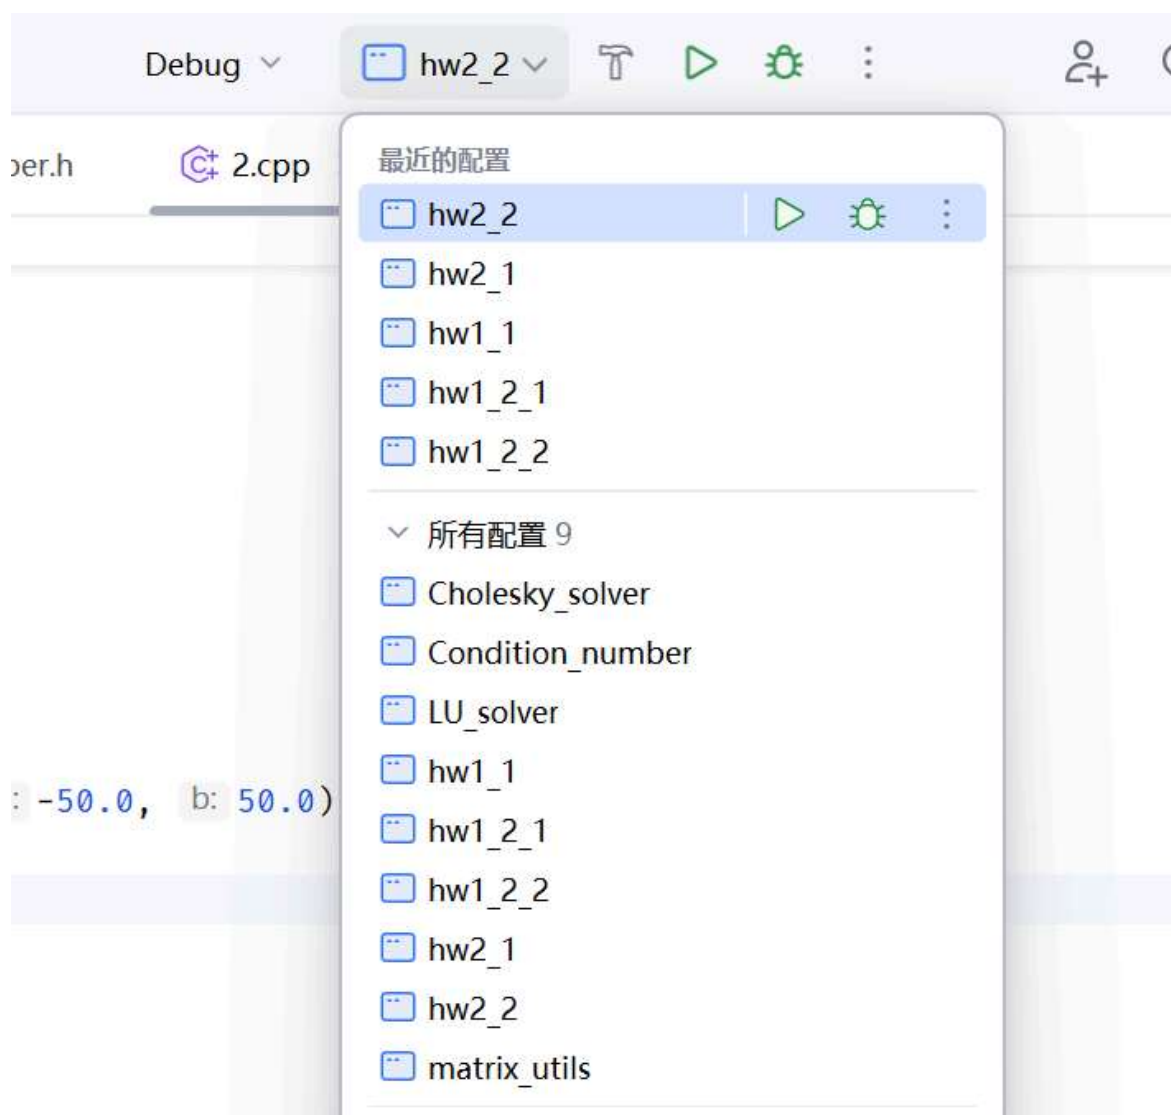 Debug hw2_2
ber.h 2.cpp
最近的配置
hw2_2
hw2_1
hw1_1
hw1_2_1
hw1_2_2
所有配置 9
Cholesky_solver
Condition_number
LU_solver
hw1_1
: -50.0, b: 50.0)
hw1_2_1
hw1_2_2
hw2_1
hw2_2
matrix_utils